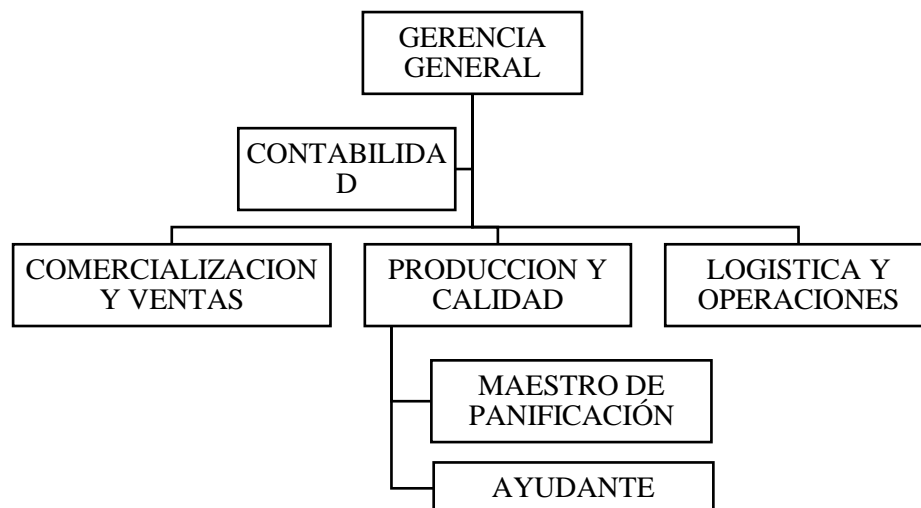 GERENCIA
GENERAL
CONTABILIDA
D
COMERCIALIZACION
Y VENTAS
PRODUCCION Y
CALIDAD
LOGISTICA Y
OPERACIONES
MAESTRO DE
PANIFICACIÓN
AYUDANTE